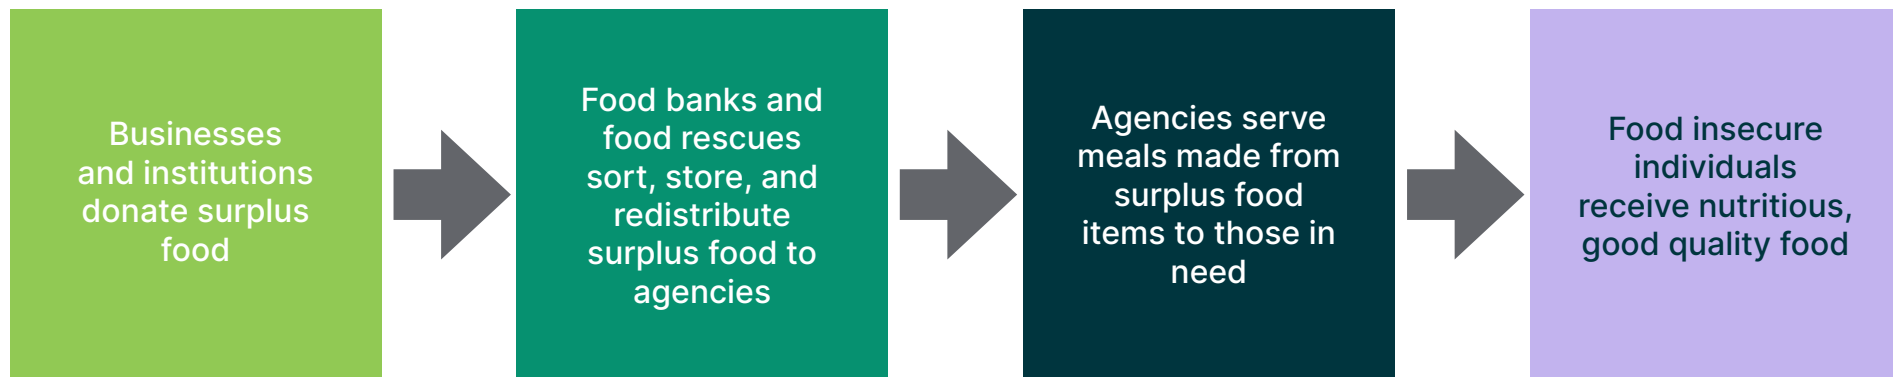 Businesses
and institutions
donate surplus
food
Food banks and
food rescues
sort, store, and
redistribute
surplus food to
agencies
Agencies serve
meals made from
surplus food
items to those in
need
Food insecure
individuals
receive nutritious,
good quality food